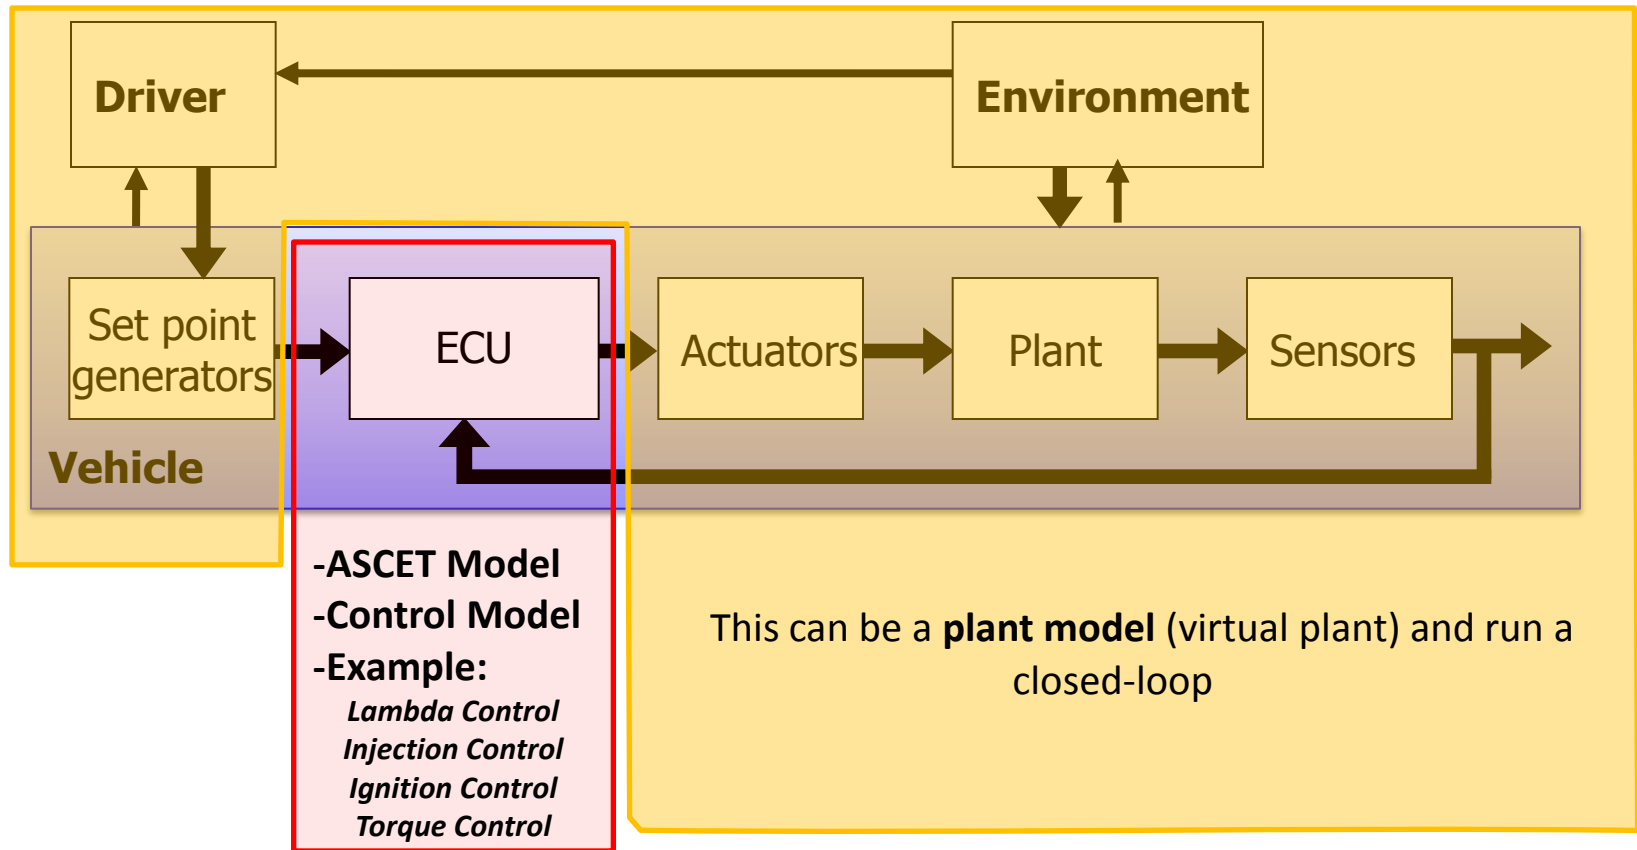 Driver
Environment
Set point
generators
ECU
Actuators
Plant
Sensors
Vehicle
-ASCET Model
-Control Model
-Example:
Lambda Control
Injection Control
Ignition Control
Torque Control
This can be a plant model (virtual plant) and run a
closed-loop